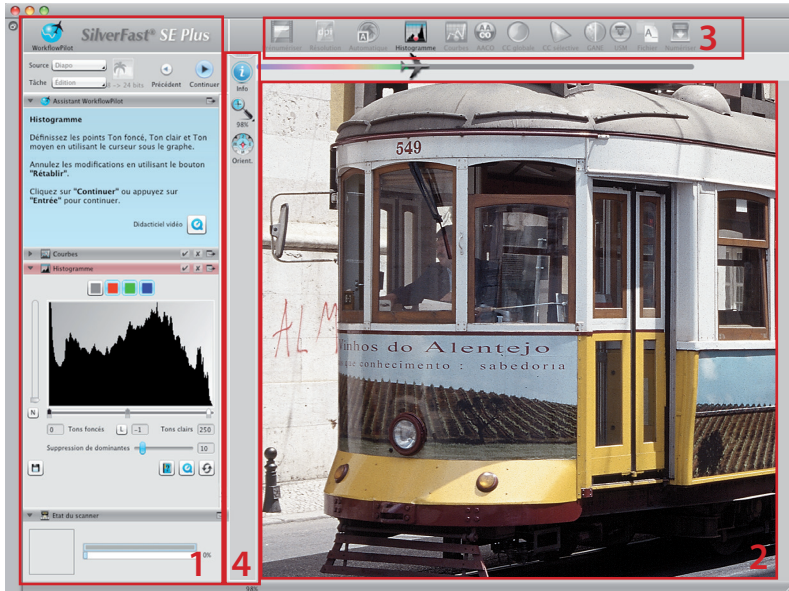 WorkflowPilot
SilverFast® SE Plus
Source Diapo
Tâche Édition
-> 24 bits
Précédent Continuer
Assistant WorkflowPilot
Histogramme
Définissez les points Ton foncé, Ton clair et Ton
moyen en utilisant le curseur sous le graphe.
Annulez les modifications en utilisant le bouton
"Rétablir".
Cliquez sur "Continuer" ou appuyez sur
"Entrée" pour continuer.
Didacticiel vidéo
Courbes
Histogramme
N
0 Tons foncés L -1 Tons clairs 250
Suppression de dominantes 10
Etat du scanner
0%
1
Info
98%
Orient.
4
98%
Prénumériser Résolution Automatique Histogramme Courbes AACO CC globale CC sélective GANE USM Fichier Numériser
3
549
ALM
Vinhos do Alentejo
conhecimento : sabedoria
E
2